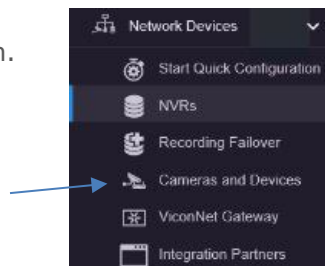 Network Devices
n.
Start Quick Configuration
NVRs
Recording Failover
Cameras and Devices
ViconNet Gateway
Integration Partners